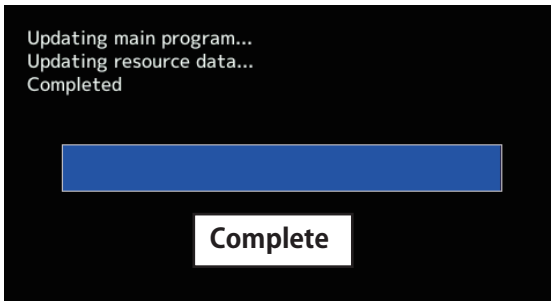 Updating main program...
Updating resource data...
Completed
Complete